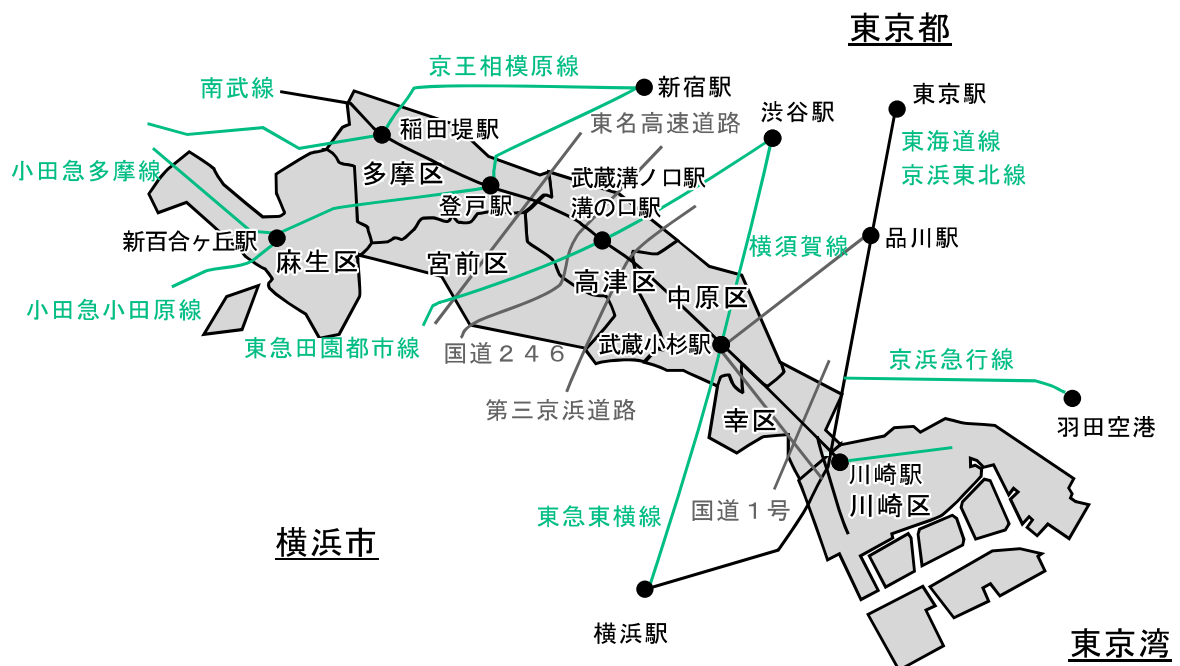 東京都
京王相模原線
南武線
新宿駅
東京駅
渋谷駅
東名高速道路
稲田堤駅
東海道線
京浜東北線
小田急多摩線
多摩区
武蔵溝ノ口駅
溝の口駅
登戸駅
新百合ヶ丘駅
麻生区
宮前区
横須賀線
品川駅
高津区
中原区
小田急小田原線
東急田園都市線
国道２４６
武蔵小杉駅
京浜急行線
第三京浜道路
幸区
羽田空港
川崎駅
川崎区
東急東横線
国道１号
横浜市
横浜駅
東京湾